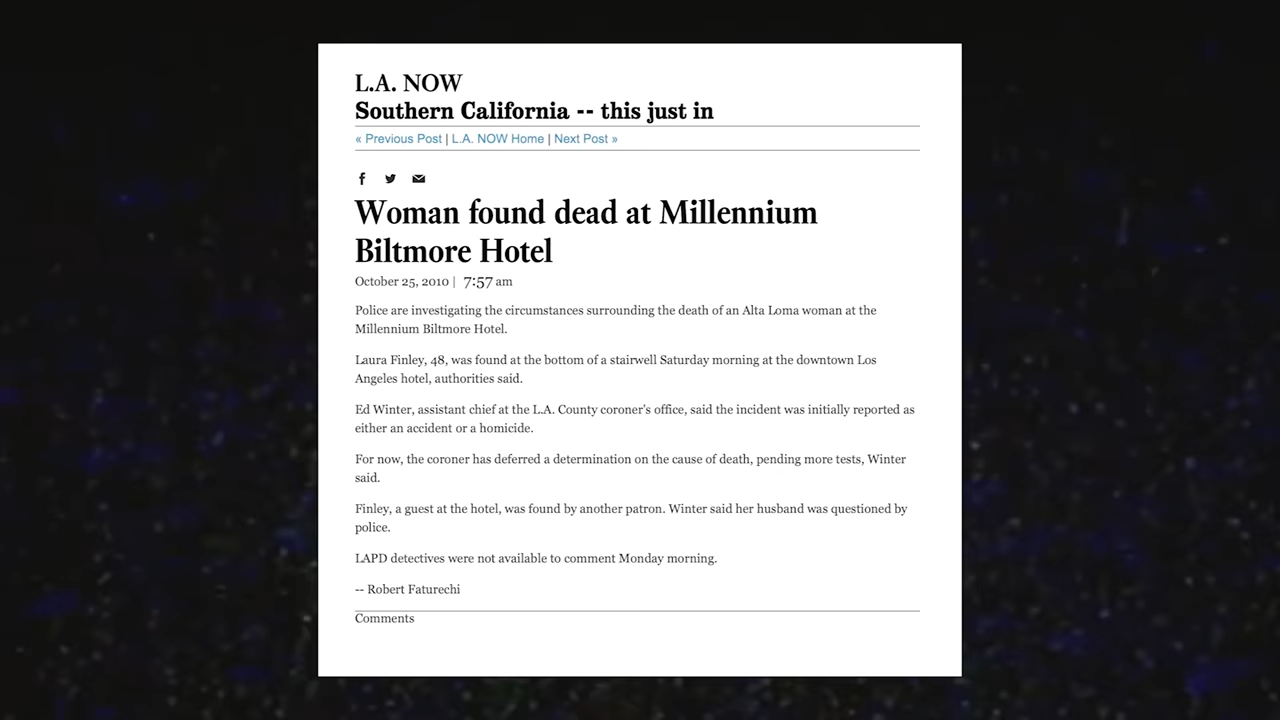 L.A. NOW
Southern California -- this just in
« Previous Post | L.A. NOW Home | Next Post »
Woman found dead at Millennium
Biltmore Hotel
October 25, 2010 | 7:57 am
Police are investigating the circumstances surrounding the death of an Alta Loma woman at the
Millennium Biltmore Hotel.
Laura Finley, 48, was found at the bottom of a stairwell Saturday morning at the downtown Los
Angeles hotel, authorities said.
Ed Winter, assistant chief at the L.A. County coroner's office, said the incident was initially reported as
either an accident or a homicide.
For now, the coroner has deferred a determination on the cause of death, pending more tests, Winter
said.
Finley, a guest at the hotel, was found by another patron. Winter said her husband was questioned by
police.
LAPD detectives were not available to comment Monday morning.
-- Robert Faturechi
Comments